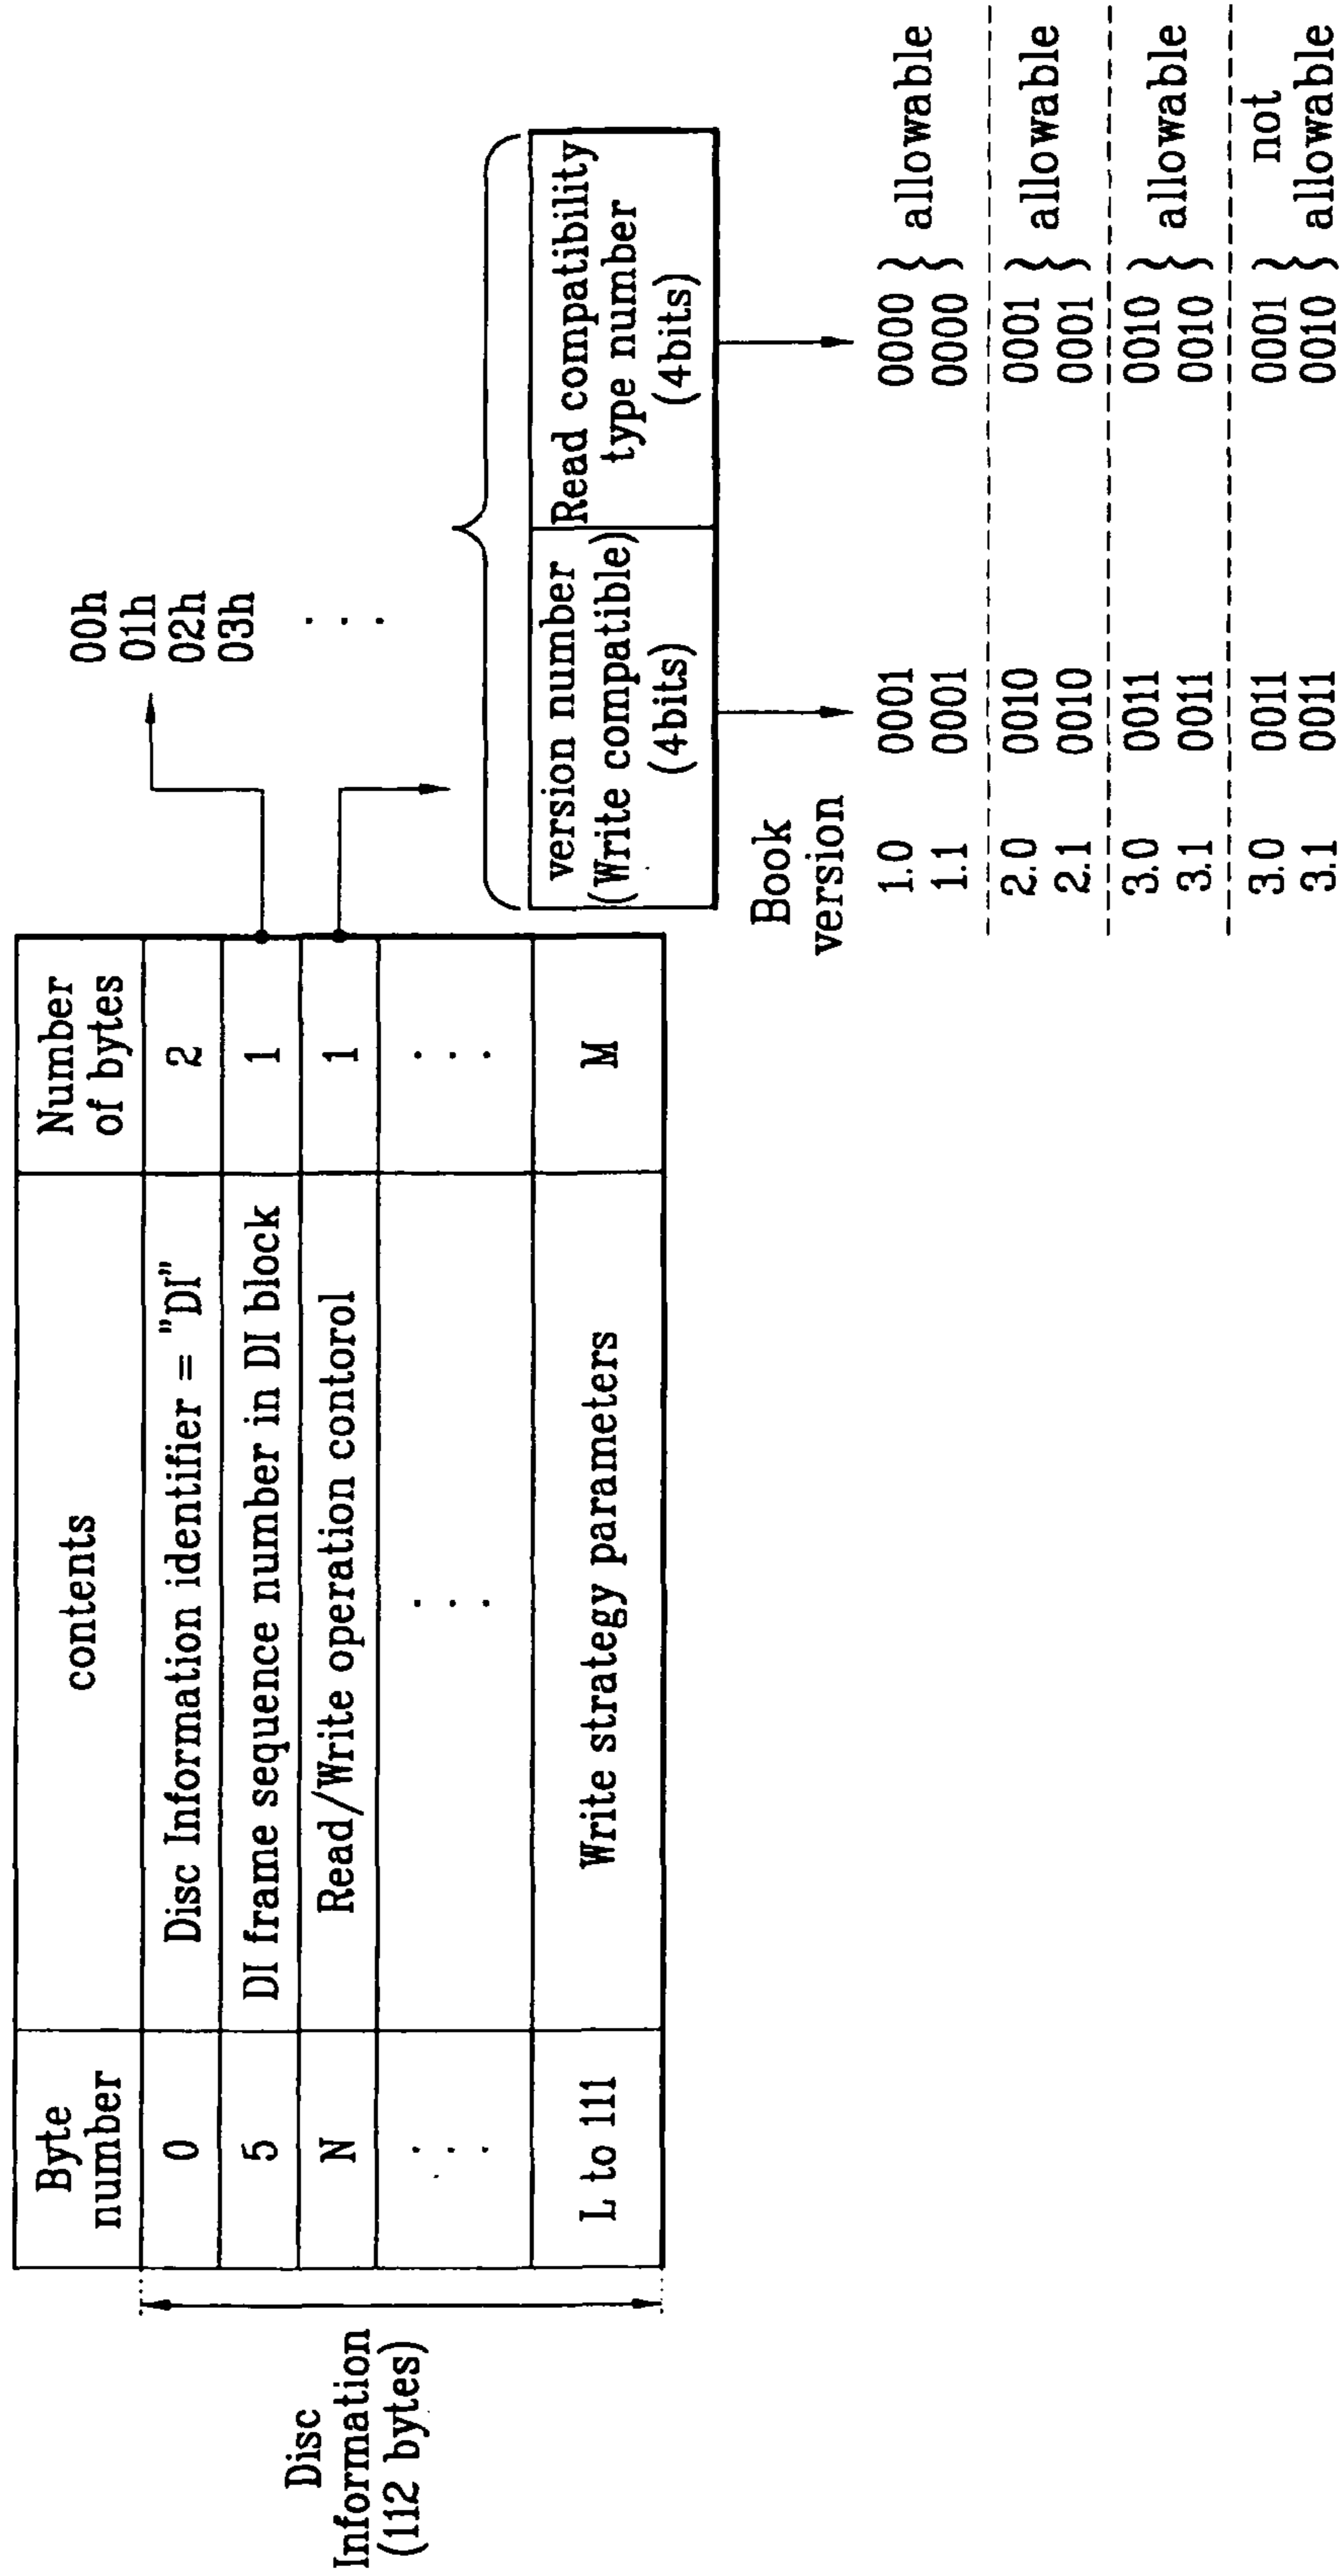 Disc
Information
(112 bytes)
Byte
number
contents
Number
of bytes
0 Disc Information identifier = "DI" 2
5 DI frame sequence number in DI block 1
N Read/Write operation contorol 1
... ... ...
L to 111 Write strategy parameters M
00h
01h
02h
03h
...
version number
(Write compatible)
(4bits)
Read compatibility
type number
(4bits)
Book
version
1.0 0001 0000 } allowable
1.1 0001 0000 }
2.0 0010 0001 } allowable
2.1 0010 0001 }
3.0 0011 0010 } allowable
3.1 0011 0010 }
3.0 0011 0001 } not
3.1 0011 0010 } allowable